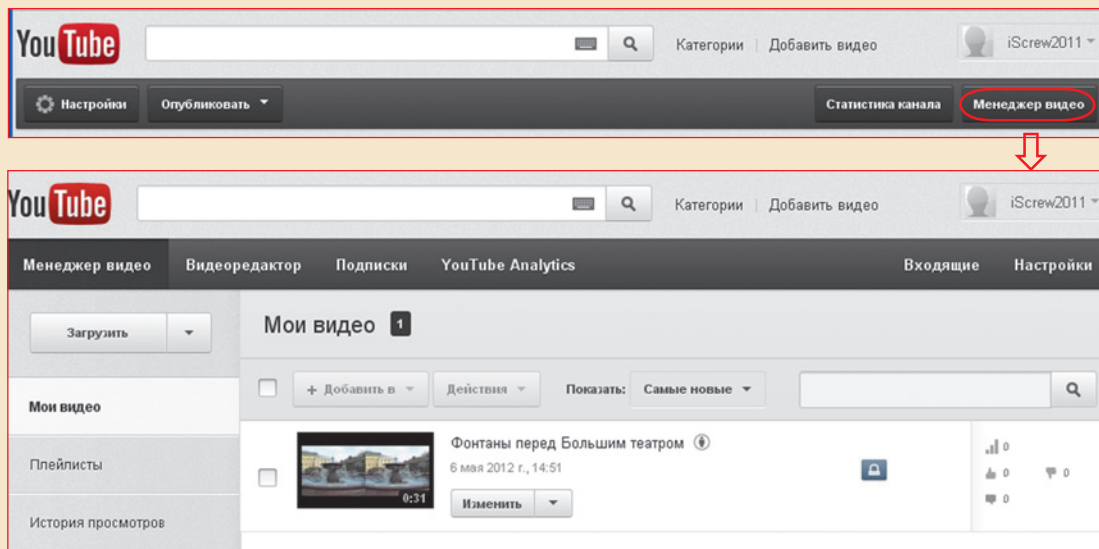 YouTube Категории Добавить видео iScrew2011
Настройки Опубликовать Статистика канала Менеджер видео
YouTube Категории Добавить видео iScrew2011
Менеджер видео Видеоредактор Подписки YouTube Analytics Входящие Настройки
Загрузить Мои видео 1
+ Добавить в Действия Показать: Самые новые
Мои видео
Фонтаны перед Большим театром
0
6 мая 2012 г., 14:51
Плейлисты
0 0
0:31 Изменить
0
История просмотров